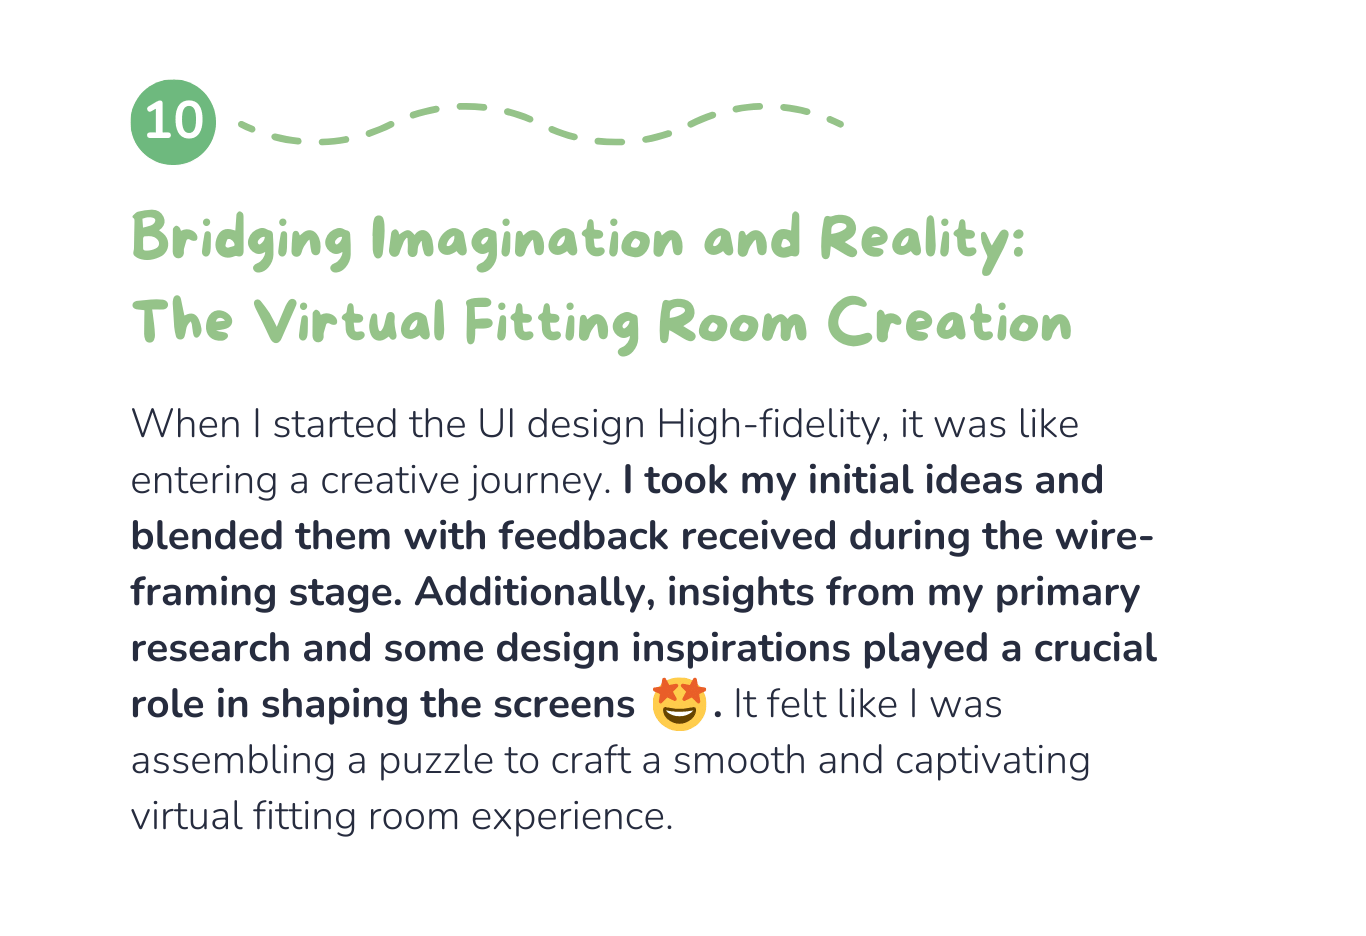 10
Bridging Imagination and Reality:
The Virtual Fitting Room Creation
When I started the UI design High-fidelity, it was like
entering a creative journey. I took my initial ideas and
blended them with feedback received during the wire-
framing stage. Additionally, insights from my primary
research and some design inspirations played a crucial
role in shaping the screens 🤩. It felt like I was
assembling a puzzle to craft a smooth and captivating
virtual fitting room experience.